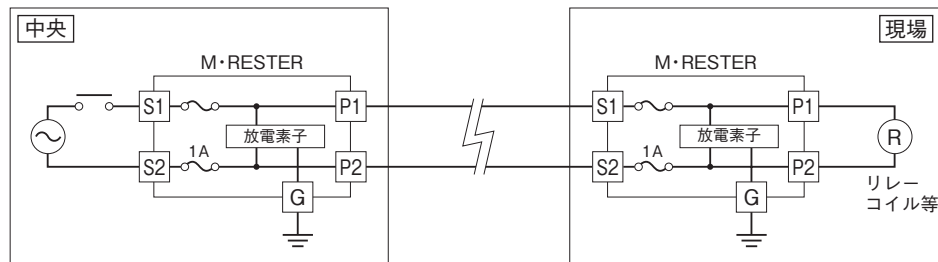 中央
M・RESTER
S1
P1
放電素子
1A
S2
P2
G
現場
M・RESTER
S1
P1
放電素子
1A
S2
P2
G
R
リレー
コイル等